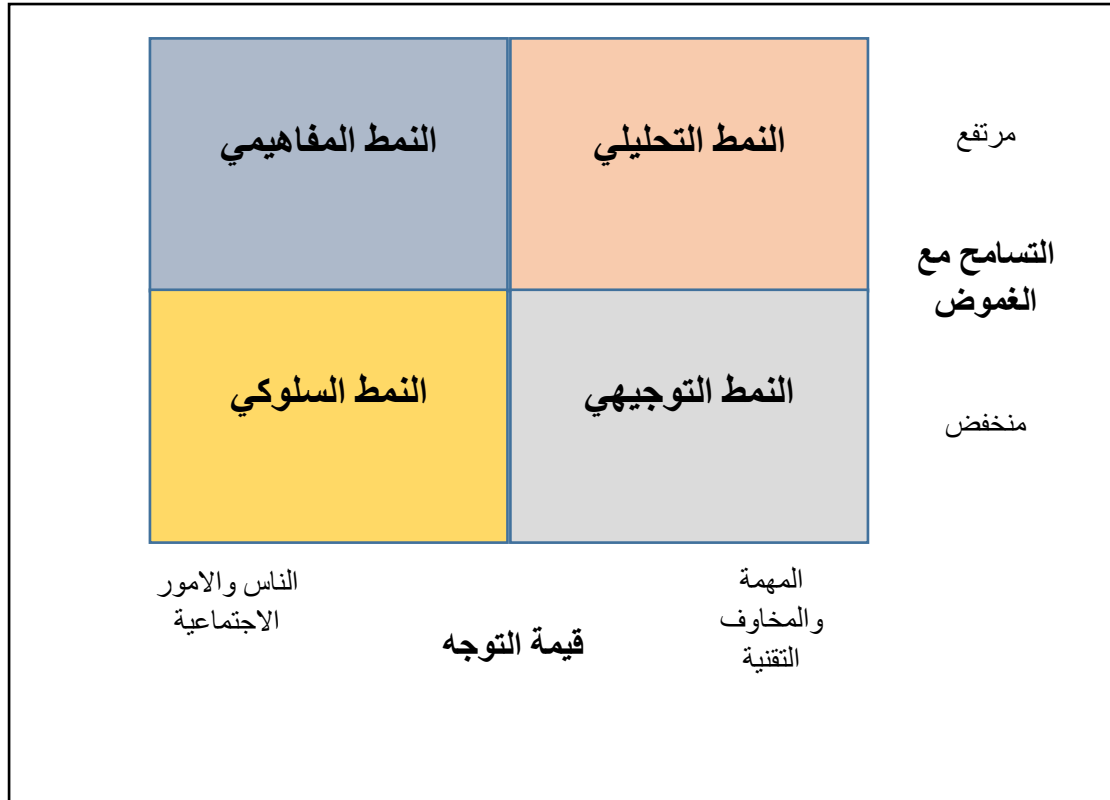 مرتفع
النمط التحليلي
النمط المفاهيمي
التسامح مع
الغموض
منخفض
النمط التوجيهي
النمط السلوكي
المهمة
والمخاوف
التقنية
قيمة التوجه
الناس والامور
الاجتماعية